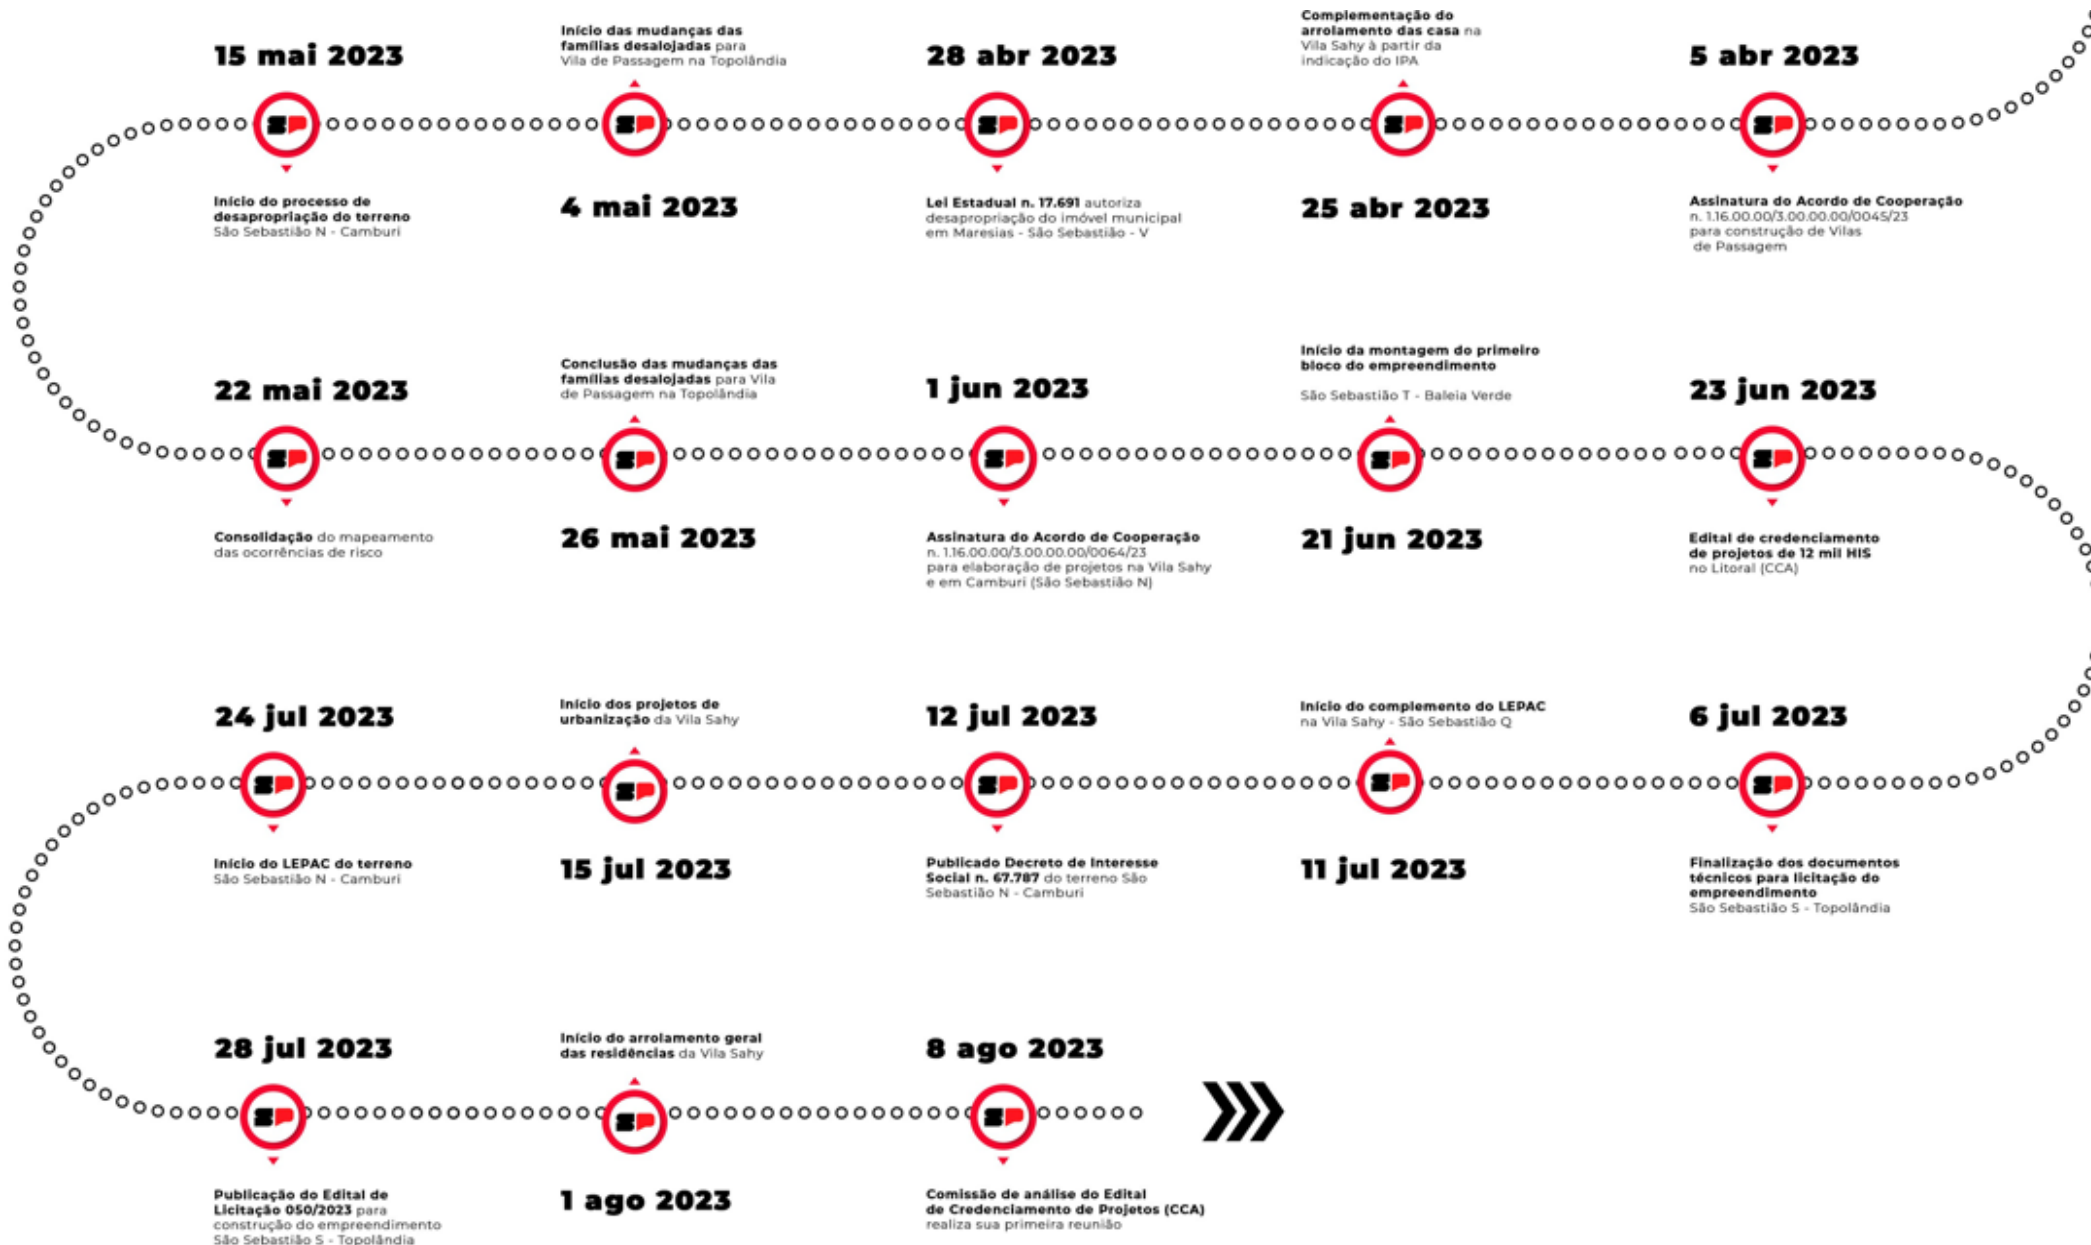 15 mai 2023
Início do processo de
desapropriação do terreno
São Sebastião N - Camburi
Início das mudanças das
famílias desalojadas para
Vila de Passagem na Topolândia
4 mai 2023
28 abr 2023
Lei Estadual n. 17.691 autoriza
desapropriação do imóvel municipal
em Maresias - São Sebastião - V
Complementação do
arrolamento das casa na
Vila Sahy à partir da
indicação do IPA
25 abr 2023
5 abr 2023
Assinatura do Acordo de Cooperação
n. 1.16.00.00/3.00.00.00/0045/23
para construção de Vilas
de Passagem
22 mai 2023
Consolidação do mapeamento
das ocorrências de risco
Conclusão das mudanças das
famílias desalojadas para Vila
de Passagem na Topolândia
26 mai 2023
1 jun 2023
Assinatura do Acordo de Cooperação
n. 1.16.00.00/3.00.00.00/0064/23
para elaboração de projetos na Vila Sahy
e em Camburi (São Sebastião N)
Início da montagem do primeiro
bloco do empreendimento
São Sebastião T - Baleia Verde
21 jun 2023
23 jun 2023
Edital de credenciamento
de projetos de 12 mil HIS
no Litoral (CCA)
24 jul 2023
Início do LEPAC do terreno
São Sebastião N - Camburi
Início dos projetos de
urbanização da Vila Sahy
15 jul 2023
12 jul 2023
Publicado Decreto de Interesse
Social n. 67.787 do terreno São
Sebastião N - Camburi
Início do complemento do LEPAC
na Vila Sahy - São Sebastião Q
11 jul 2023
6 jul 2023
Finalização dos documentos
técnicos para licitação do
empreendimento
São Sebastião S - Topolândia
28 jul 2023
Publicação do Edital de
Licitação 050/2023 para
construção do empreendimento
São Sebastião S - Topolândia
Início do arrolamento geral
das residências da Vila Sahy
1 ago 2023
8 ago 2023
Comissão de análise do Edital
de Credenciamento de Projetos (CCA)
realiza sua primeira reunião